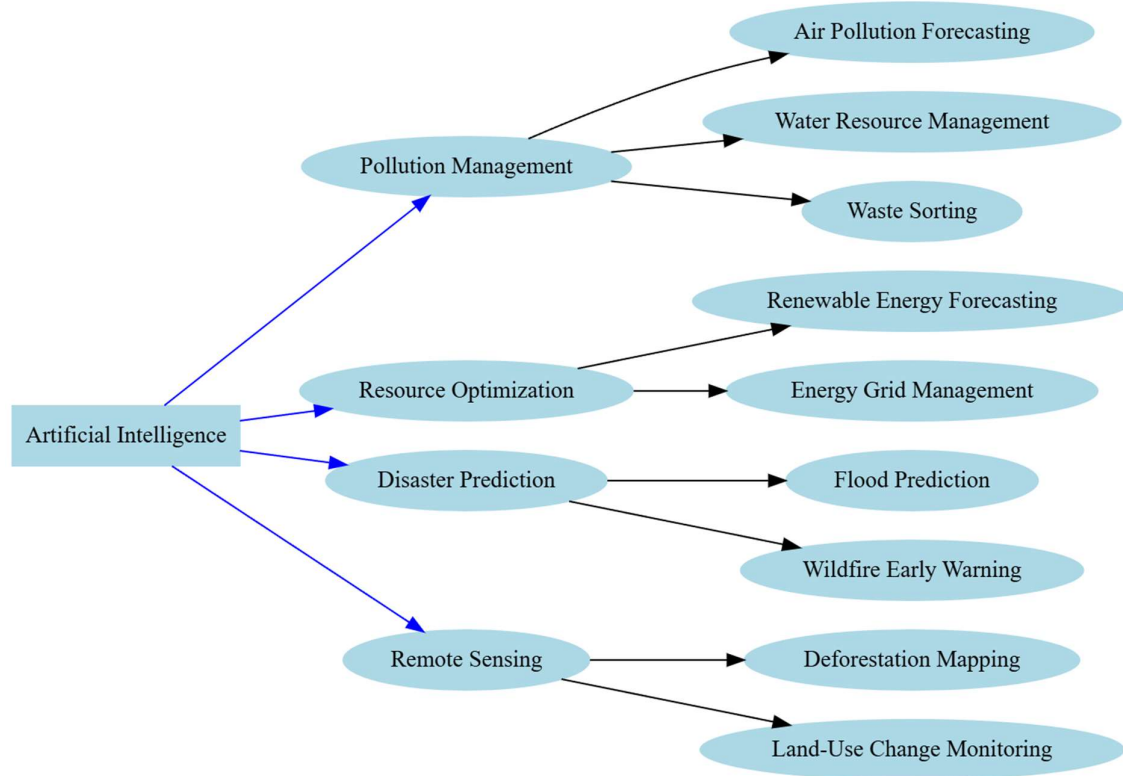 Artificial Intelligence
Pollution Management
Air Pollution Forecasting
Water Resource Management
Waste Sorting
Resource Optimization
Renewable Energy Forecasting
Energy Grid Management
Disaster Prediction
Flood Prediction
Wildfire Early Warning
Remote Sensing
Deforestation Mapping
Land-Use Change Monitoring